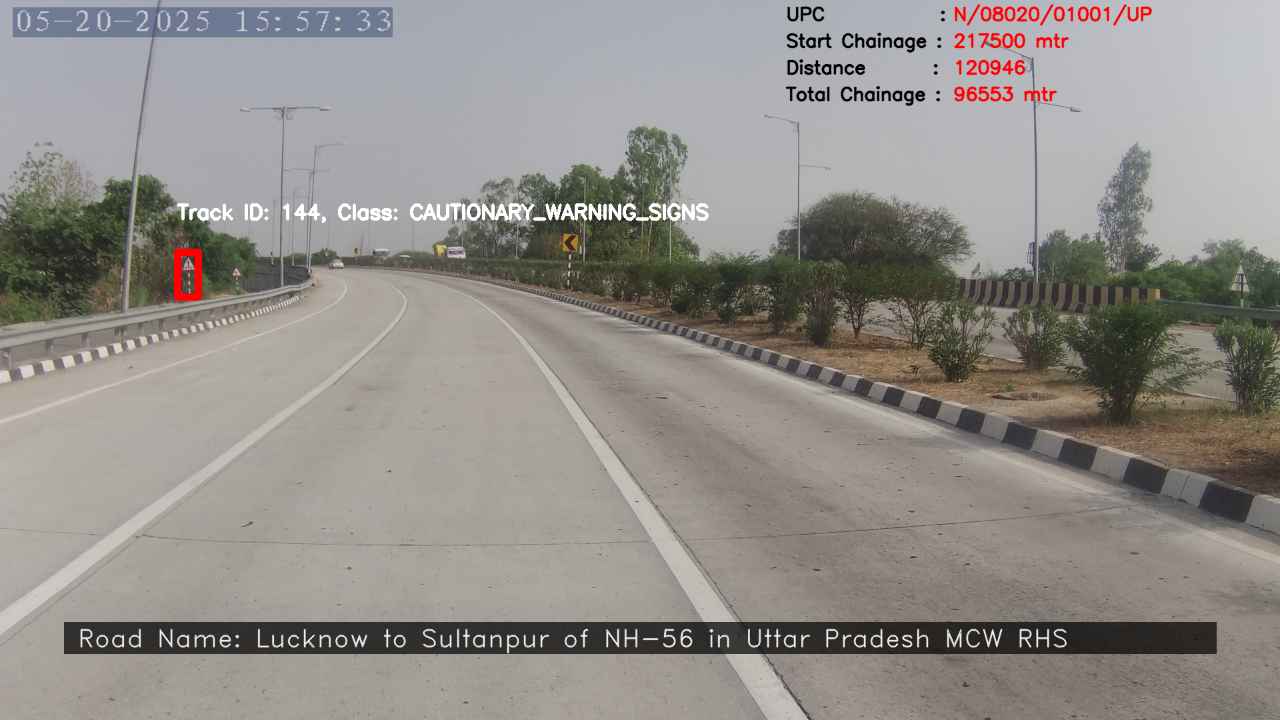 05-20-2025 15:57:33
UPC : N/08020/01001/UP
Start Chainage : 217500 mtr
Distance : 120946
Total Chainage : 96553 mtr
Track ID: 144, Class: CAUTIONARY_WARNING_SIGNS
Road Name: Lucknow to Sultanpur of NH-56 in Uttar Pradesh MCW RHS